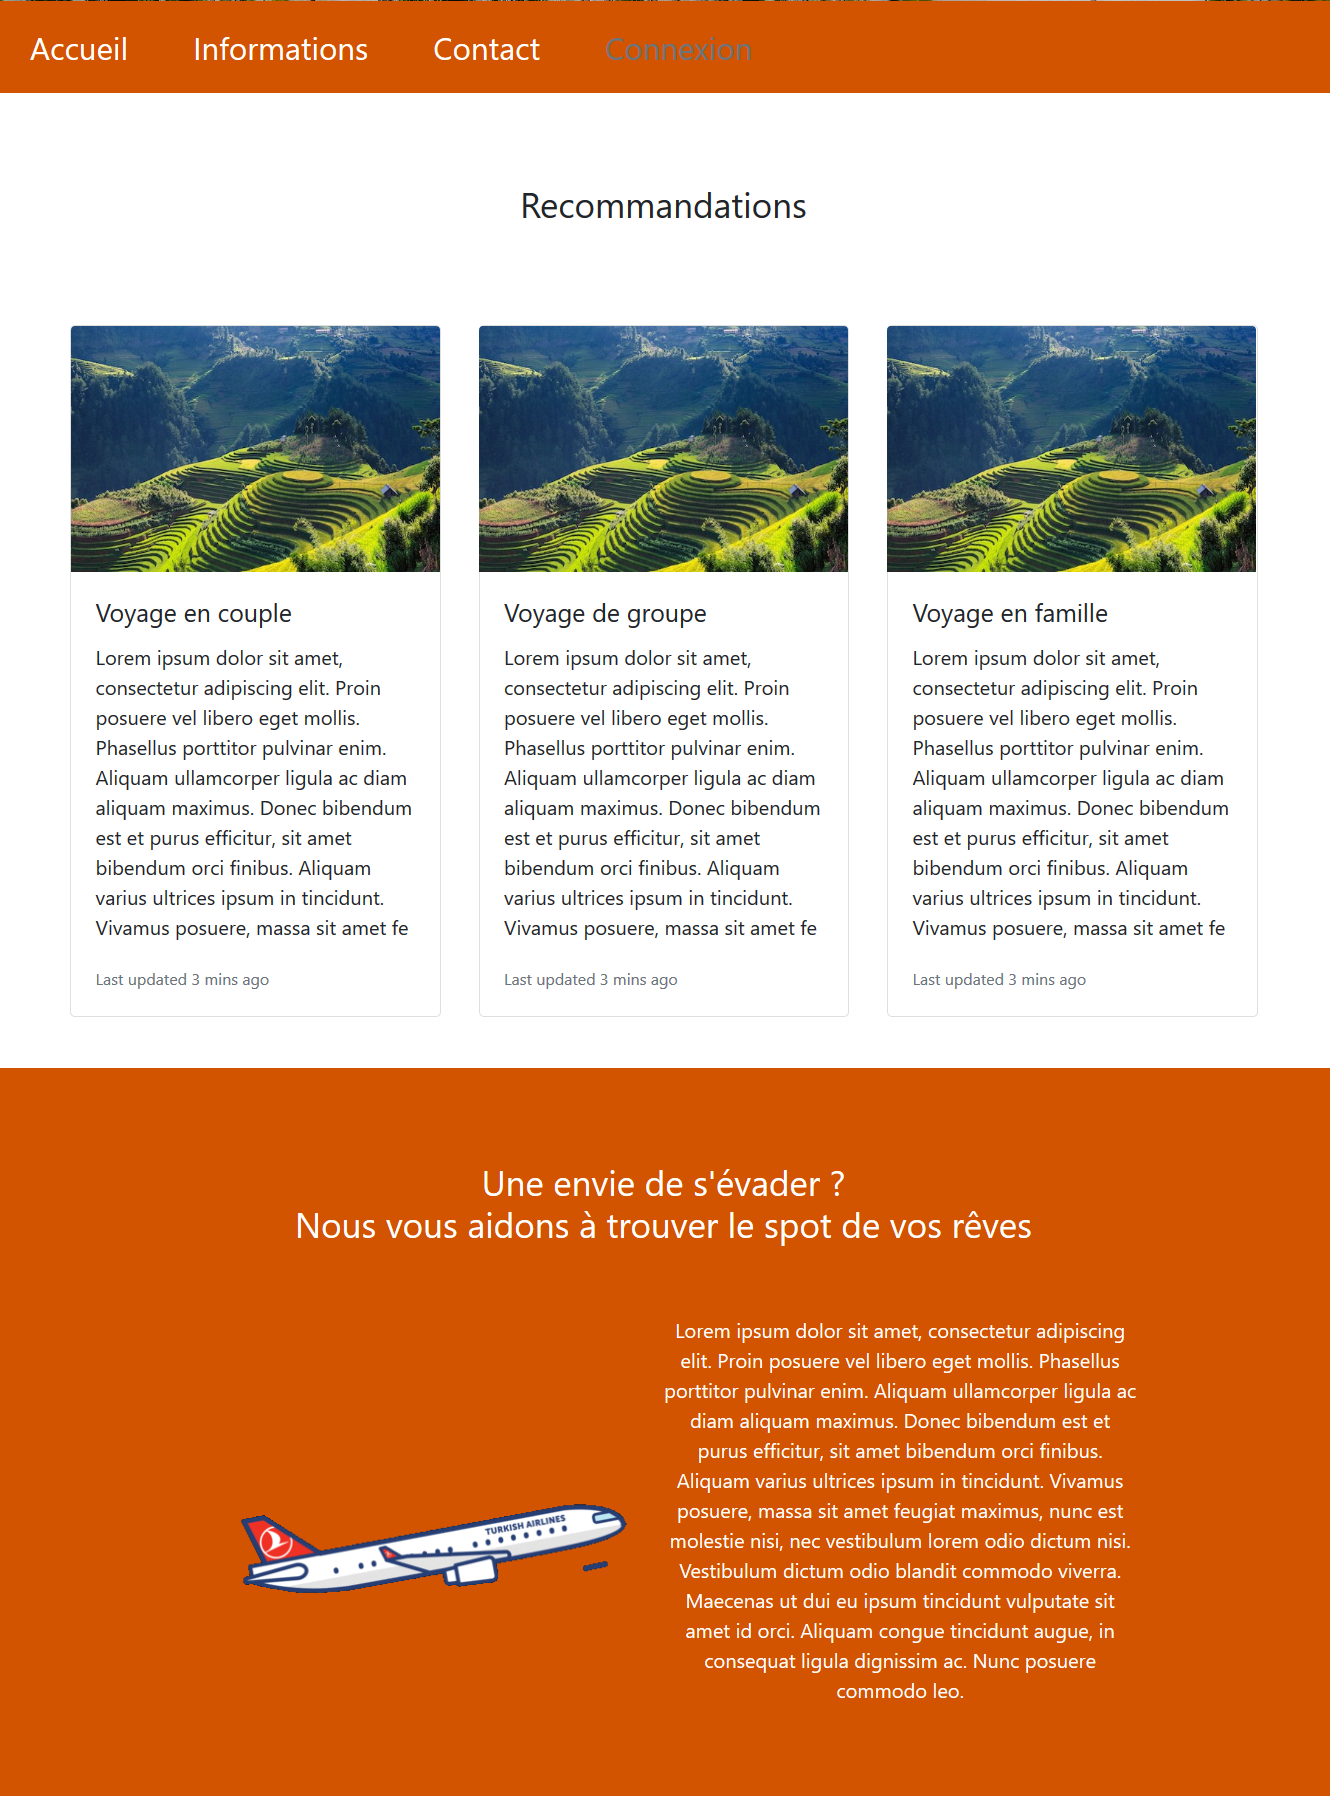 Accueil Informations Contact Connexion
Recommandations
Voyage en couple
Lorem ipsum dolor sit amet,
consectetur adipiscing elit. Proin
posuere vel libero eget mollis.
Phasellus porttitor pulvinar enim.
Aliquam ullamcorper ligula ac diam
aliquam maximus. Donec bibendum
est et purus efficitur, sit amet
bibendum orci finibus. Aliquam
varius ultrices ipsum in tincidunt.
Vivamus posuere, massa sit amet fe
Last updated 3 mins ago
Voyage de groupe
Lorem ipsum dolor sit amet,
consectetur adipiscing elit. Proin
posuere vel libero eget mollis.
Phasellus porttitor pulvinar enim.
Aliquam ullamcorper ligula ac diam
aliquam maximus. Donec bibendum
est et purus efficitur, sit amet
bibendum orci finibus. Aliquam
varius ultrices ipsum in tincidunt.
Vivamus posuere, massa sit amet fe
Last updated 3 mins ago
Voyage en famille
Lorem ipsum dolor sit amet,
consectetur adipiscing elit. Proin
posuere vel libero eget mollis.
Phasellus porttitor pulvinar enim.
Aliquam ullamcorper ligula ac diam
aliquam maximus. Donec bibendum
est et purus efficitur, sit amet
bibendum orci finibus. Aliquam
varius ultrices ipsum in tincidunt.
Vivamus posuere, massa sit amet fe
Last updated 3 mins ago
Une envie de s'évader ?
Nous vous aidons à trouver le spot de vos rêves
TURKISH AIRLINES
Lorem ipsum dolor sit amet, consectetur adipiscing
elit. Proin posuere vel libero eget mollis. Phasellus
porttitor pulvinar enim. Aliquam ullamcorper ligula ac
diam aliquam maximus. Donec bibendum est et
purus efficitur, sit amet bibendum orci finibus.
Aliquam varius ultrices ipsum in tincidunt. Vivamus
posuere, massa sit amet feugiat maximus, nunc est
molestie nisi, nec vestibulum lorem odio dictum nisi.
Vestibulum dictum odio blandit commodo viverra.
Maecenas ut dui eu ipsum tincidunt vulputate sit
amet id orci. Aliquam congue tincidunt augue, in
consequat ligula dignissim ac. Nunc posuere
commodo leo.